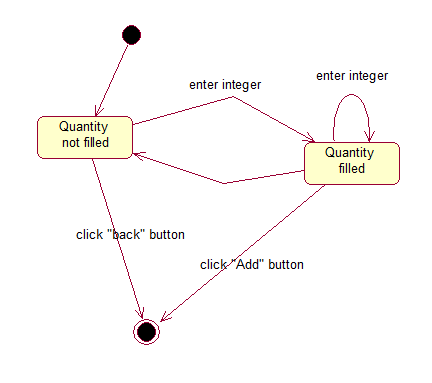 enter integer
enter integer
Quantity
not filled
Quantity
filled
click "back" button
click "Add" button